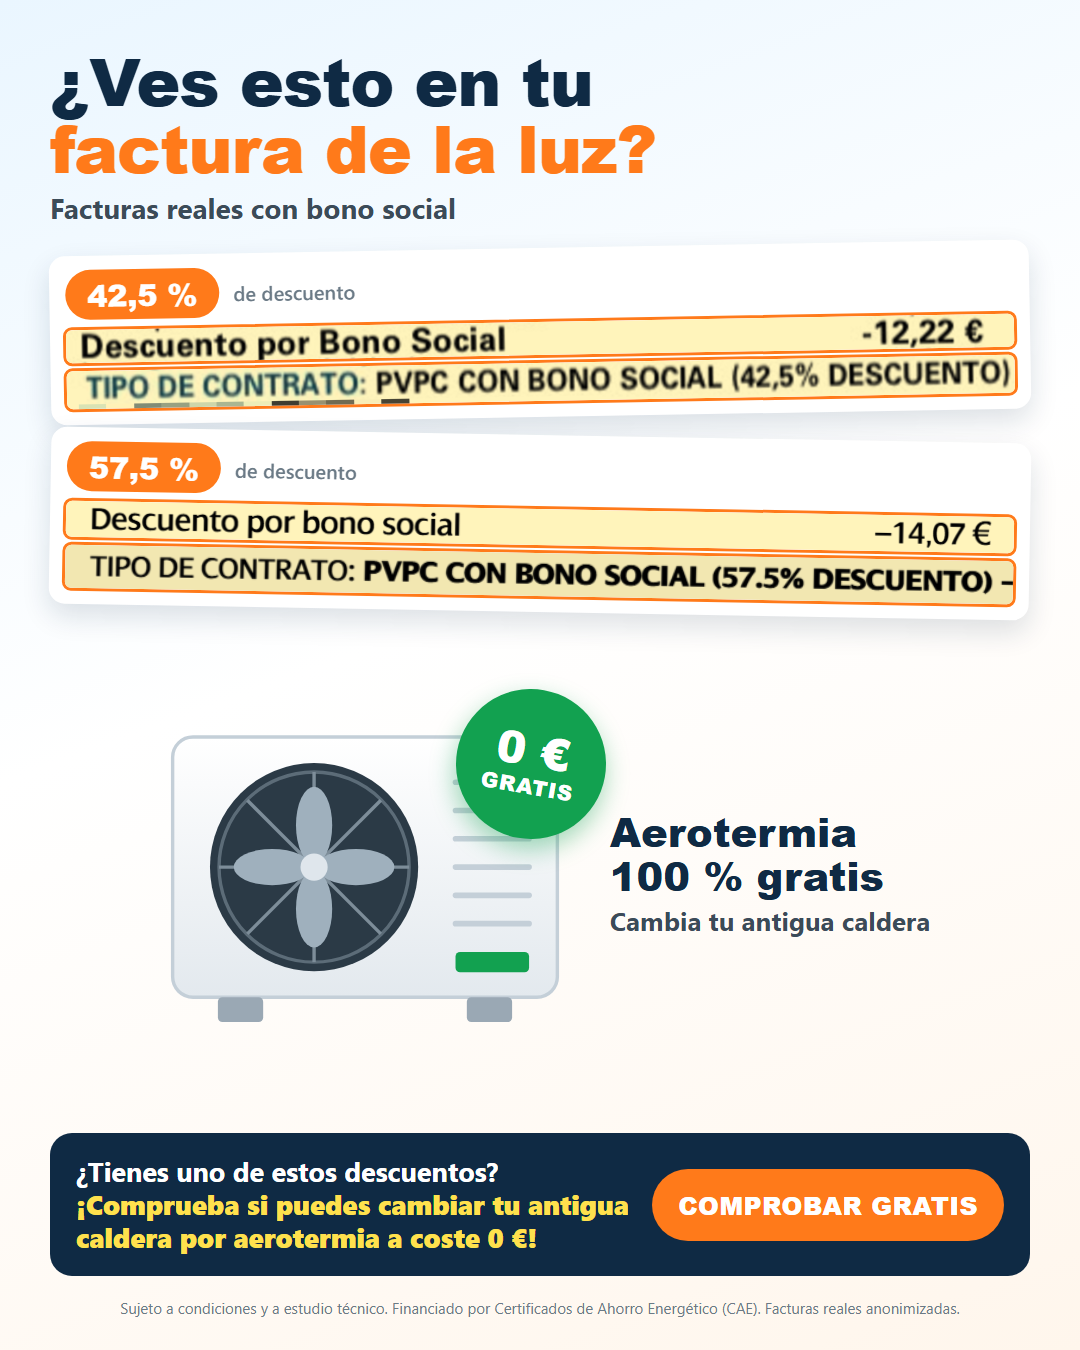 ¿Ves esto en tu
factura de la luz?
Facturas reales con bono social
42,5 % de descuento
Descuento por Bono Social -12,22 €
TIPO DE CONTRATO: PVPC CON BONO SOCIAL (42,5% DESCUENTO)
57,5 % de descuento
Descuento por bono social −14,07 €
TIPO DE CONTRATO: PVPC CON BONO SOCIAL (57.5% DESCUENTO) –
0 €
GRATIS
Aerotermia
100 % gratis
Cambia tu antigua caldera
¿Tienes uno de estos descuentos?
¡Comprueba si puedes cambiar tu antigua
caldera por aerotermia a coste 0 €!
COMPROBAR GRATIS
Sujeto a condiciones y a estudio técnico. Financiado por Certificados de Ahorro Energético (CAE). Facturas reales anonimizadas.